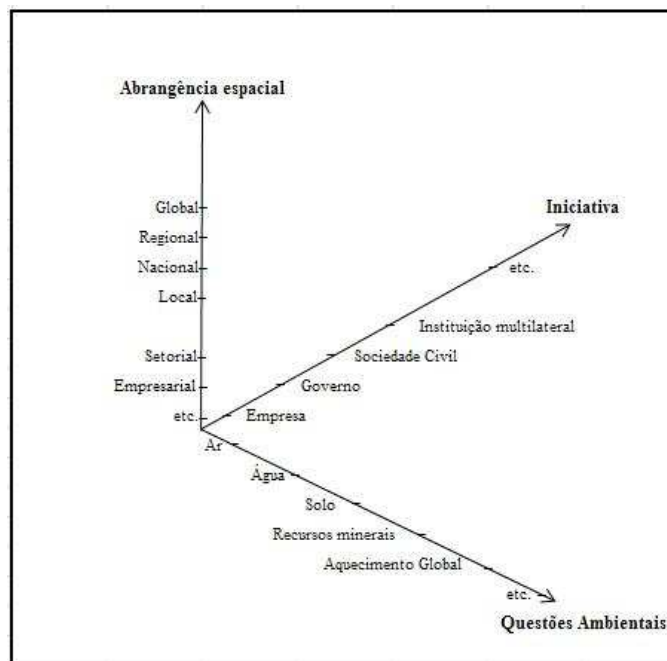 Abrangência espacial
Global
Regional
Nacional
Local
Setorial
Empresarial
etc.
Iniciativa
etc.
Instituição multilateral
Sociedade Civil
Governo
Empresa
Ar
Água
Solo
Recursos minerais
Aquecimento Global
etc.
Questões Ambientais